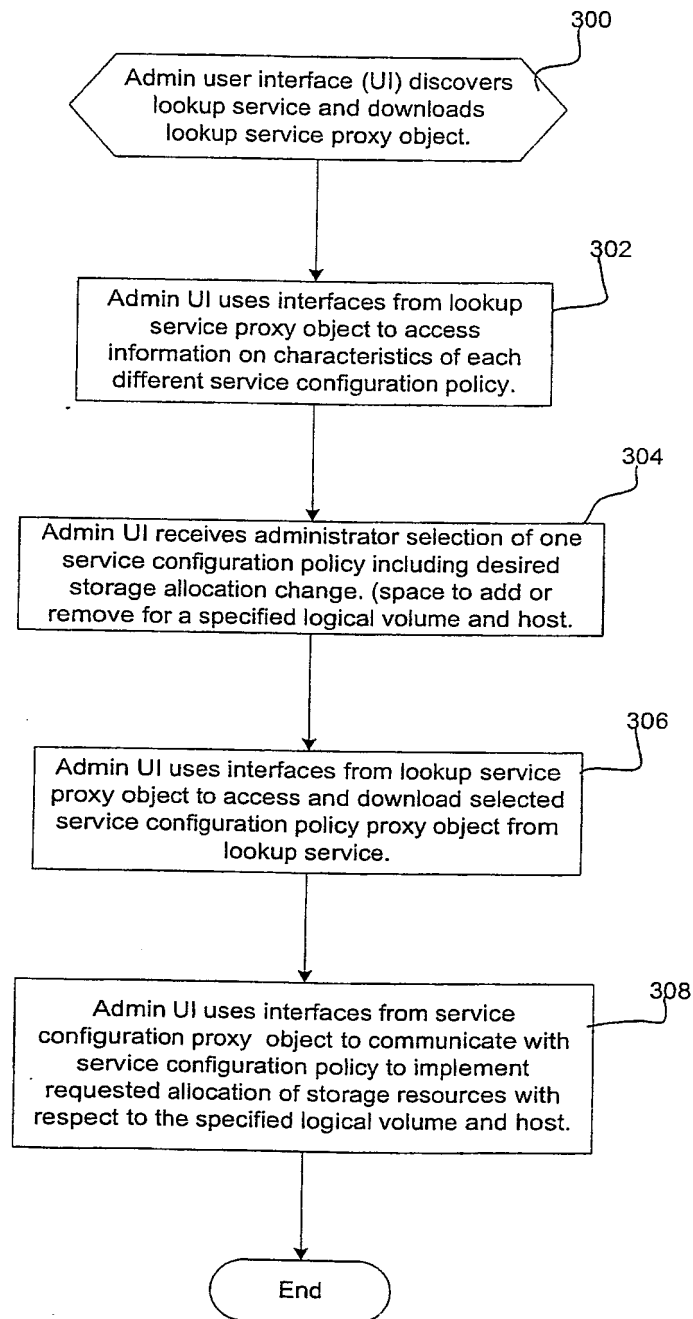 300
Admin user interface (UI) discovers
lookup service and downloads
lookup service proxy object.
302
Admin UI uses interfaces from lookup
service proxy object to access
information on characteristics of each
different service configuration policy.
304
Admin UI receives administrator selection of one
service configuration policy including desired
storage allocation change. (space to add or
remove for a specified logical volume and host.
306
Admin UI uses interfaces from lookup service
proxy object to access and download selected
service configuration policy proxy object from
lookup service.
308
Admin UI uses interfaces from service
configuration proxy object to communicate with
service configuration policy to implement
requested allocation of storage resources with
respect to the specified logical volume and host.
End